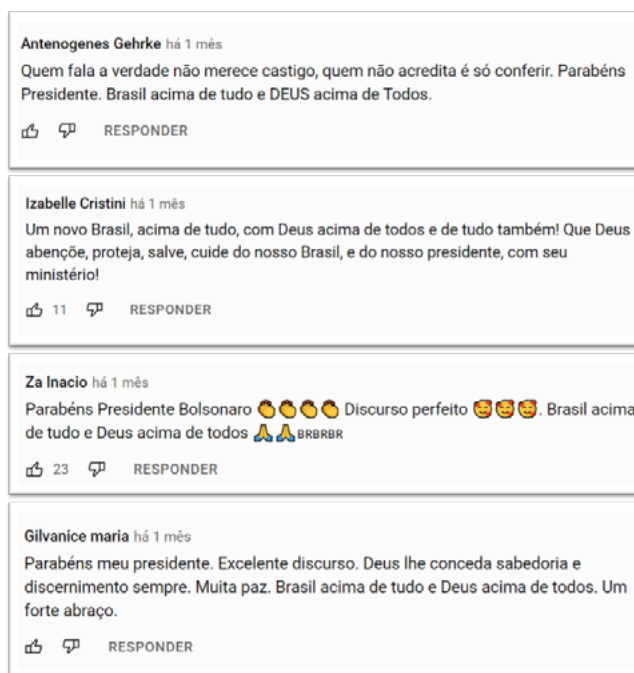 Antenogenes Gehrke há 1 mês
Quem fala a verdade não merece castigo, quem não acredita é só conferir. Parabéns
Presidente. Brasil acima de tudo e DEUS acima de Todos.
RESPONDER
Izabelle Cristini há 1 mês
Um novo Brasil, acima de tudo, com Deus acima de todos e de tudo também! Que Deus
abençõe, proteja, salve, cuide do nosso Brasil, e do nosso presidente, com seu
ministério!
11 RESPONDER
Za Inacio há 1 mês
Parabéns Presidente Bolsonaro 👏👏👏👏 Discurso perfeito 🥰🥰🥰. Brasil acima
de tudo e Deus acima de todos 🙏🙏BRBRBR
23 RESPONDER
Gilvanice maria há 1 mês
Parabéns meu presidente. Excelente discurso. Deus lhe conceda sabedoria e
discernimento sempre. Muita paz. Brasil acima de tudo e Deus acima de todos. Um
forte abraço.
RESPONDER